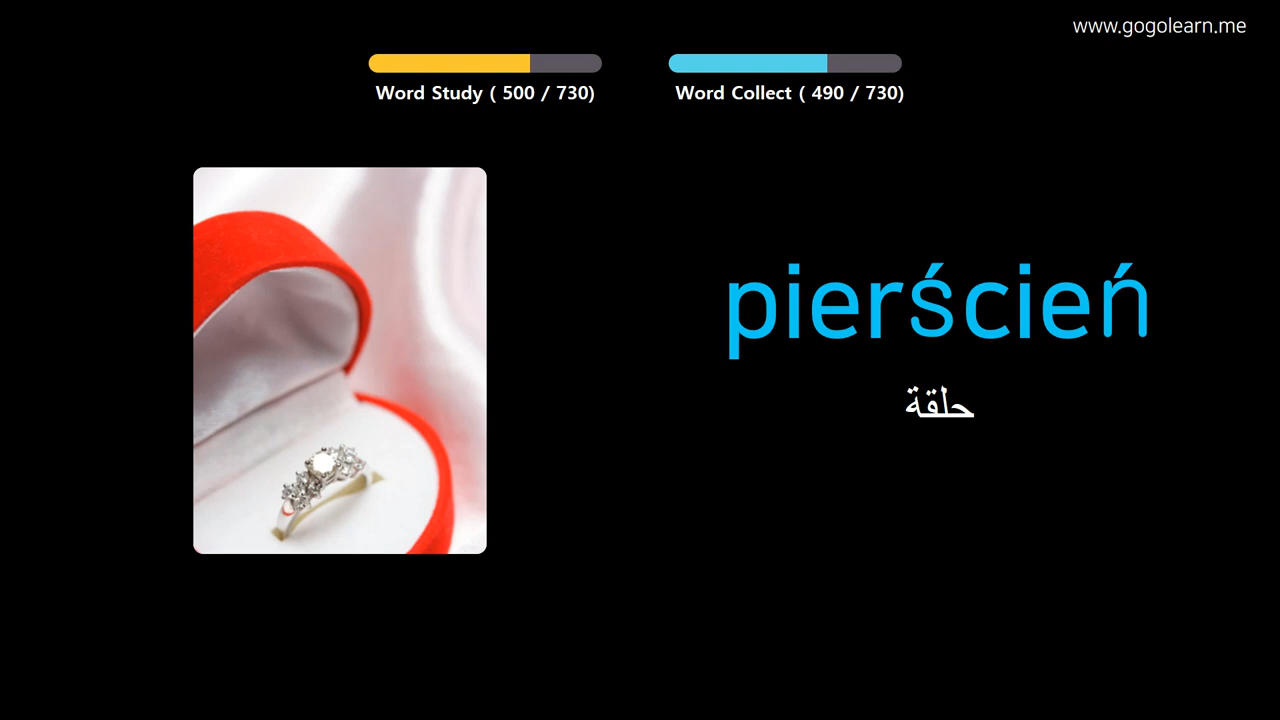 www.gogolearn.me
Word Study ( 500 / 730)
Word Collect ( 490 / 730)
pierścień
حلقة